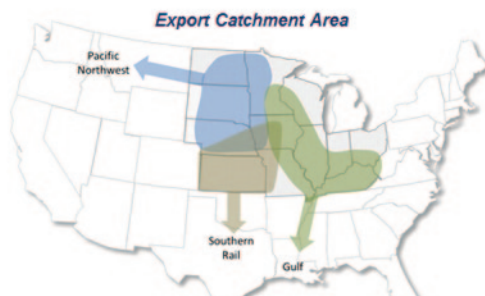 Export Catchment Area
Pacific
Northwest
Southern
Rail
Gulf